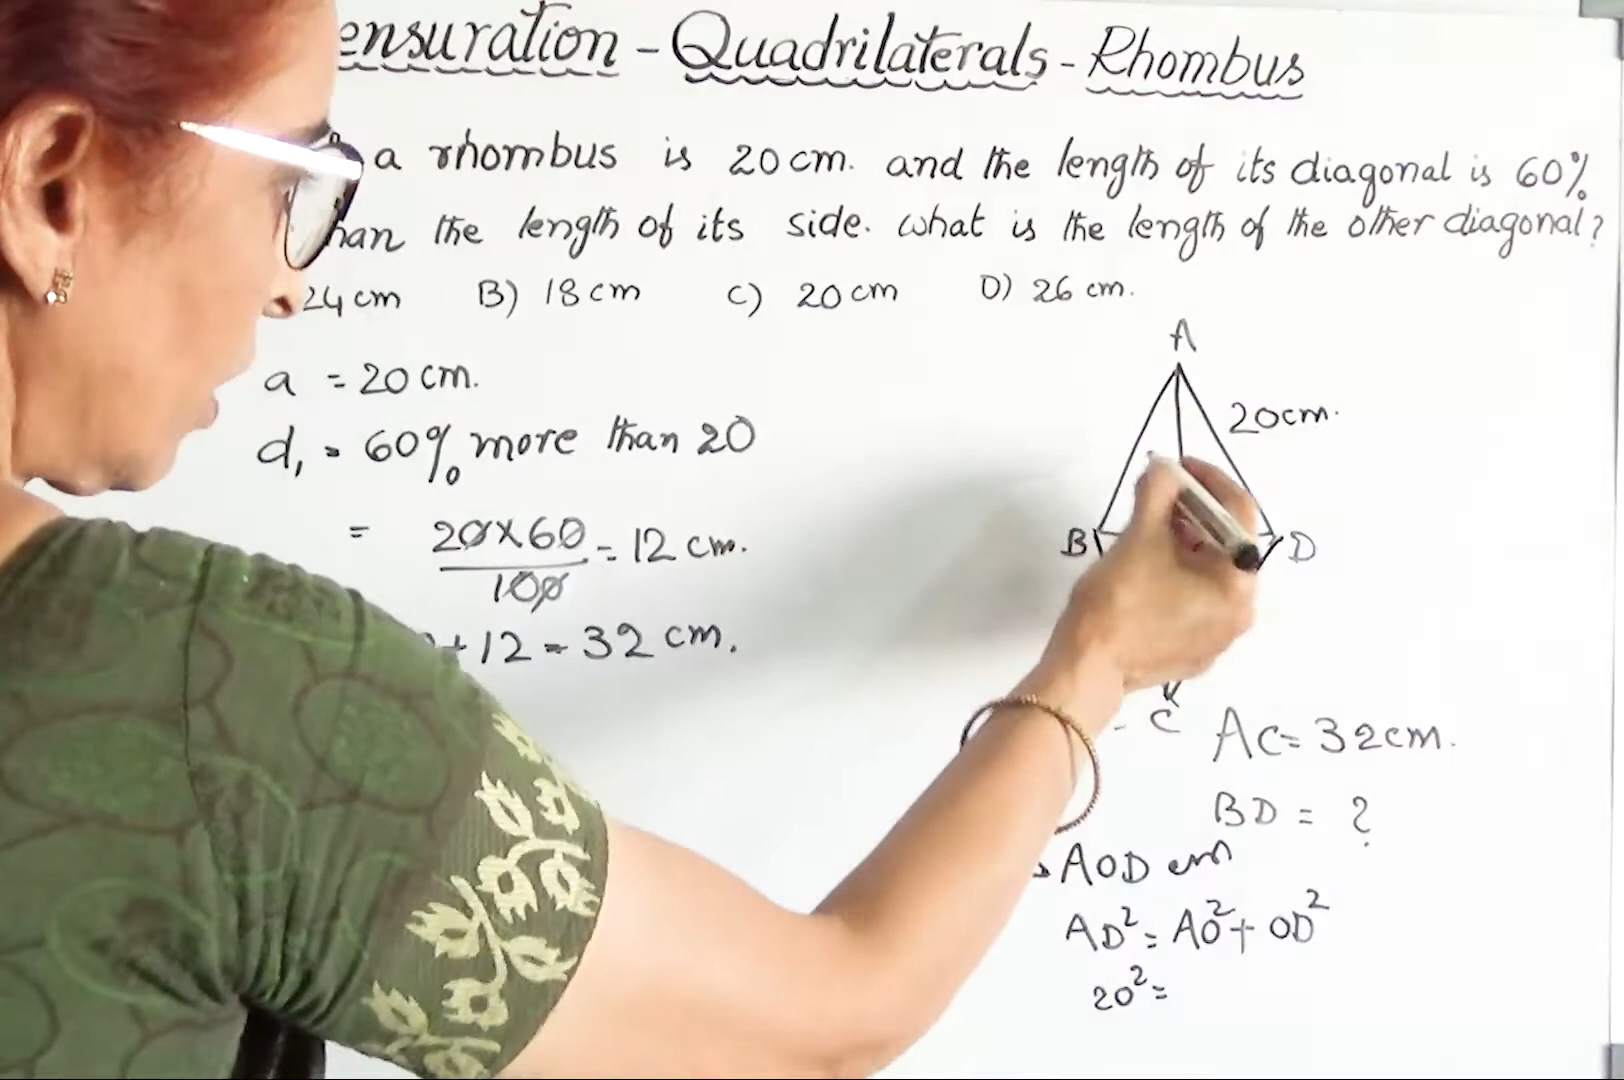 ensuration - Quadrilaterals - Rhombus
a rhombus is 20 cm. and the length of its diagonal is 60%
han the length of its side. what is the length of the other diagonal?
24 cm B) 18 cm C) 20 cm D) 26 cm.
a = 20 cm.
d₁ = 60% more than 20
= 20×60/100 = 12 cm.
+ 12 = 32 cm.
A
20cm.
B D
C AC = 32cm.
BD = ?
AOD
AD² = AO² + OD²
20² =